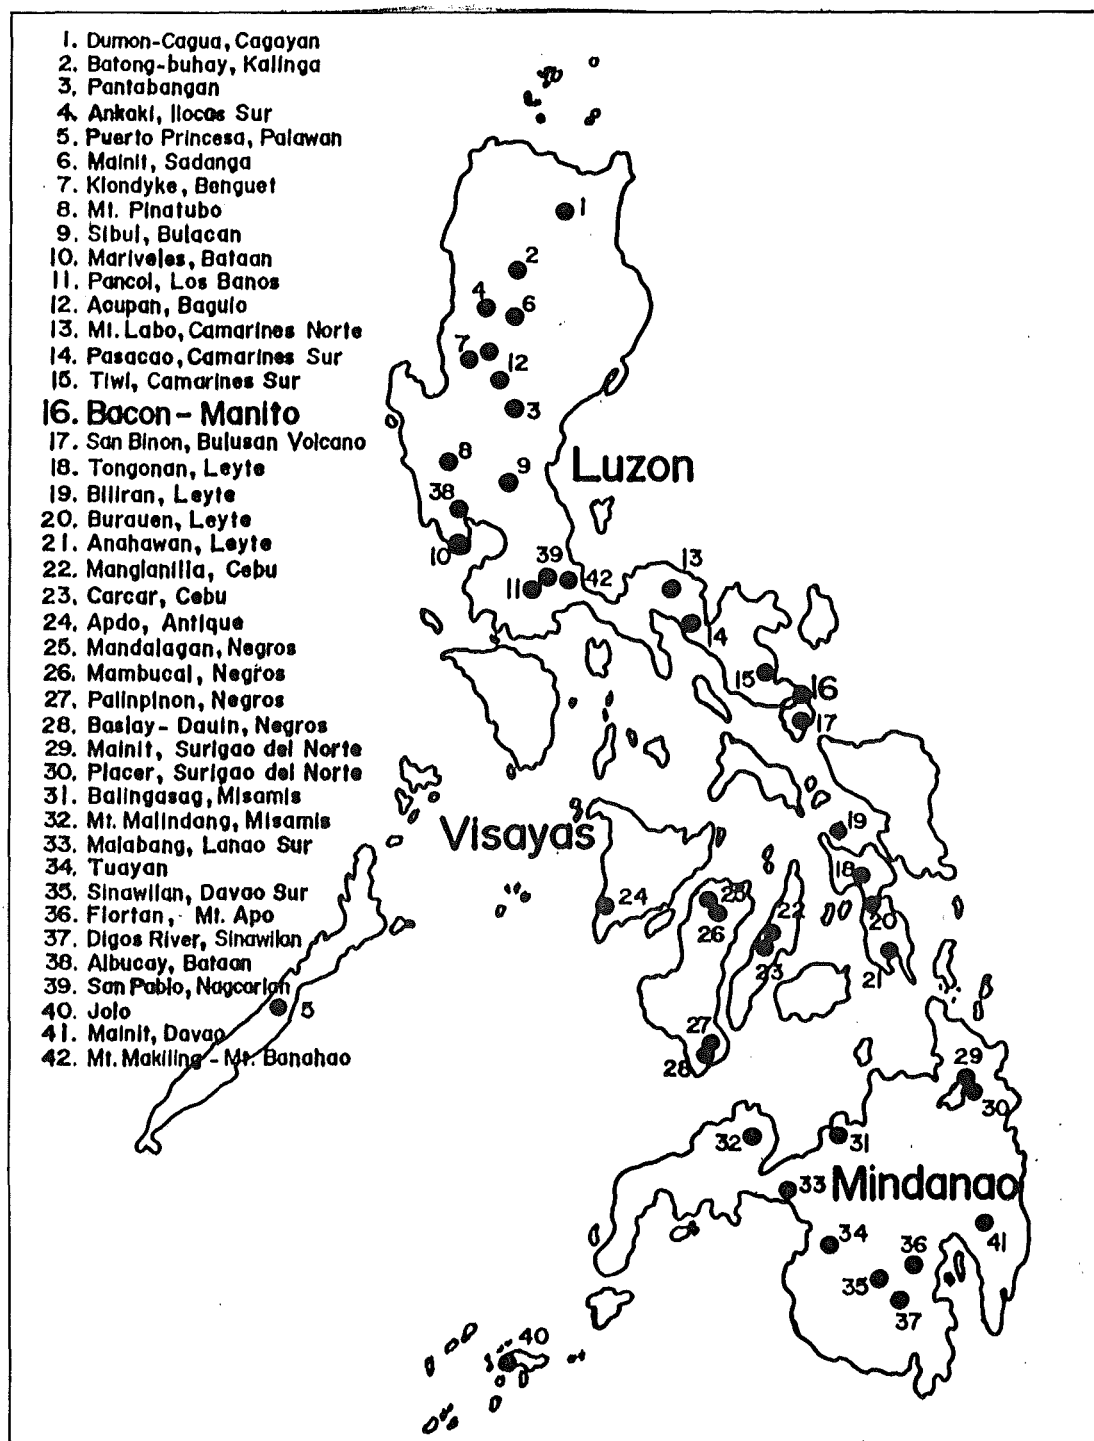 1. Dumon-Cagua, Cagayan
2. Batong-buhay, Kalinga
3. Pantabangan
4. Ankaki, Ilocos Sur
5. Puerto Princesa, Palawan
6. Mainit, Sadanga
7. Klondyke, Benguet
8. Mt. Pinatubo
9. Sibul, Bulacan
10. Mariveles, Bataan
11. Pancol, Los Banos
12. Acupan, Baguio
13. Mt. Labo, Camarines Norte
14. Pasacao, Camarines Sur
15. Tiwi, Camarines Sur
16. Bacon - Manito
17. San Binon, Bulusan Volcano
18. Tongonan, Leyte
19. Biliran, Leyte
20. Burauen, Leyte
21. Anahawan, Leyte
22. Manglanilla, Cebu
23. Carcar, Cebu
24. Apdo, Antique
25. Mandalagan, Negros
26. Mambucal, Negros
27. Palinpinon, Negros
28. Baslay - Dauin, Negros
29. Mainit, Surigao del Norte
30. Placer, Surigao del Norte
31. Balingasag, Misamis
32. Mt. Malindang, Misamis
33. Malabang, Lanao Sur
34. Tuayan
35. Sinawilan, Davao Sur
36. Flortan, Mt. Apo
37. Digos River, Sinawilan
38. Albucay, Bataan
39. San Pablo, Nagcarlan
40. Jolo
41. Mainit, Davao
42. Mt. Makiling - Mt. Banahao
1
2
4
6
7
12
3
8
9
Luzon
38
10
39
42
11
13
4
15
16
17
Visayas
19
18
24
25
20
26
22
23
21
5
27
28
29
30
32
31
33
Mindanao
34
36
41
35
37
40